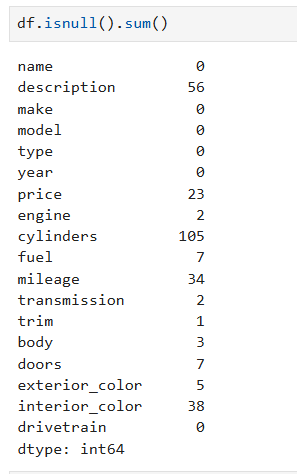 df.isnull().sum()
name 0
description 56
make 0
model 0
type 0
year 0
price 23
engine 2
cylinders 105
fuel 7
mileage 34
transmission 2
trim 1
body 3
doors 7
exterior_color 5
interior_color 38
drivetrain 0
dtype: int64